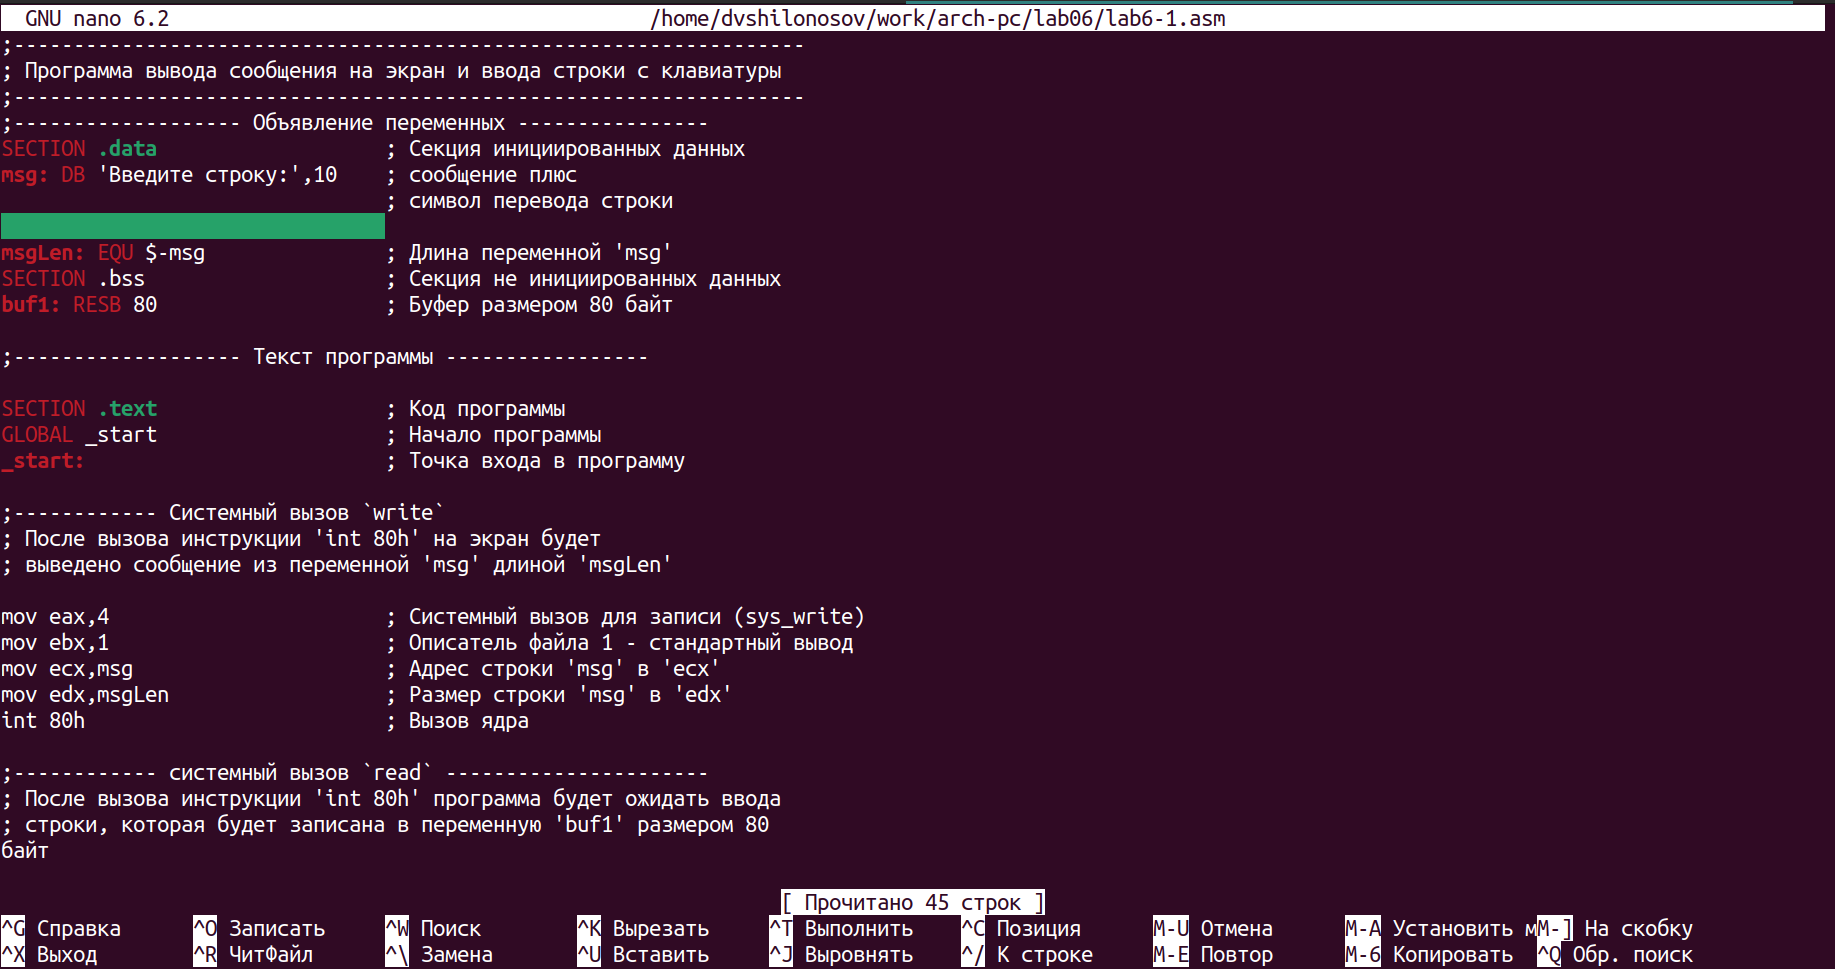 GNU nano 6.2 /home/dvshilonosov/work/arch-pc/lab06/lab6-1.asm
;------------------------------------------------------------------
; Программа вывода сообщения на экран и ввода строки с клавиатуры
;------------------------------------------------------------------
;------------------- Объявление переменных ----------------
SECTION .data ; Секция инициированных данных
msg: DB 'Введите строку:',10 ; сообщение плюс
; символ перевода строки
msgLen: EQU $-msg ; Длина переменной 'msg'
SECTION .bss ; Секция не инициированных данных
buf1: RESB 80 ; Буфер размером 80 байт
;------------------- Текст программы -----------------
SECTION .text ; Код программы
GLOBAL _start ; Начало программы
_start: ; Точка входа в программу
;------------ Системный вызов `write`
; После вызова инструкции 'int 80h' на экран будет
; выведено сообщение из переменной 'msg' длиной 'msgLen'
mov eax,4 ; Системный вызов для записи (sys_write)
mov ebx,1 ; Описатель файла 1 - стандартный вывод
mov ecx,msg ; Адрес строки 'msg' в 'ecx'
mov edx,msgLen ; Размер строки 'msg' в 'edx'
int 80h ; Вызов ядра
;------------ системный вызов `read` ----------------------
; После вызова инструкции 'int 80h' программа будет ожидать ввода
; строки, которая будет записана в переменную 'buf1' размером 80
байт
[ Прочитано 45 строк ]
^G Справка ^O Записать ^W Поиск ^K Вырезать ^T Выполнить ^C Позиция M-U Отмена M-A Установить м M-] На скобку
^X Выход ^R ЧитФайл ^\ Замена ^U Вставить ^J Выровнять ^/ К строке M-E Повтор M-6 Копировать ^Q Обр. поиск